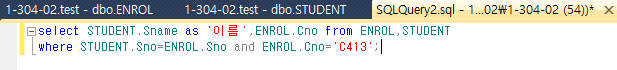 1-304-02.test - dbo.ENROL 1-304-02.test - dbo.STUDENT SQLQuery2.sql - 1...02₩1-304-02 (54))*
select STUDENT.Sname as '이름',ENROL.Cno from ENROL,STUDENT
where STUDENT.Sno=ENROL.Sno and ENROL.Cno='C413';